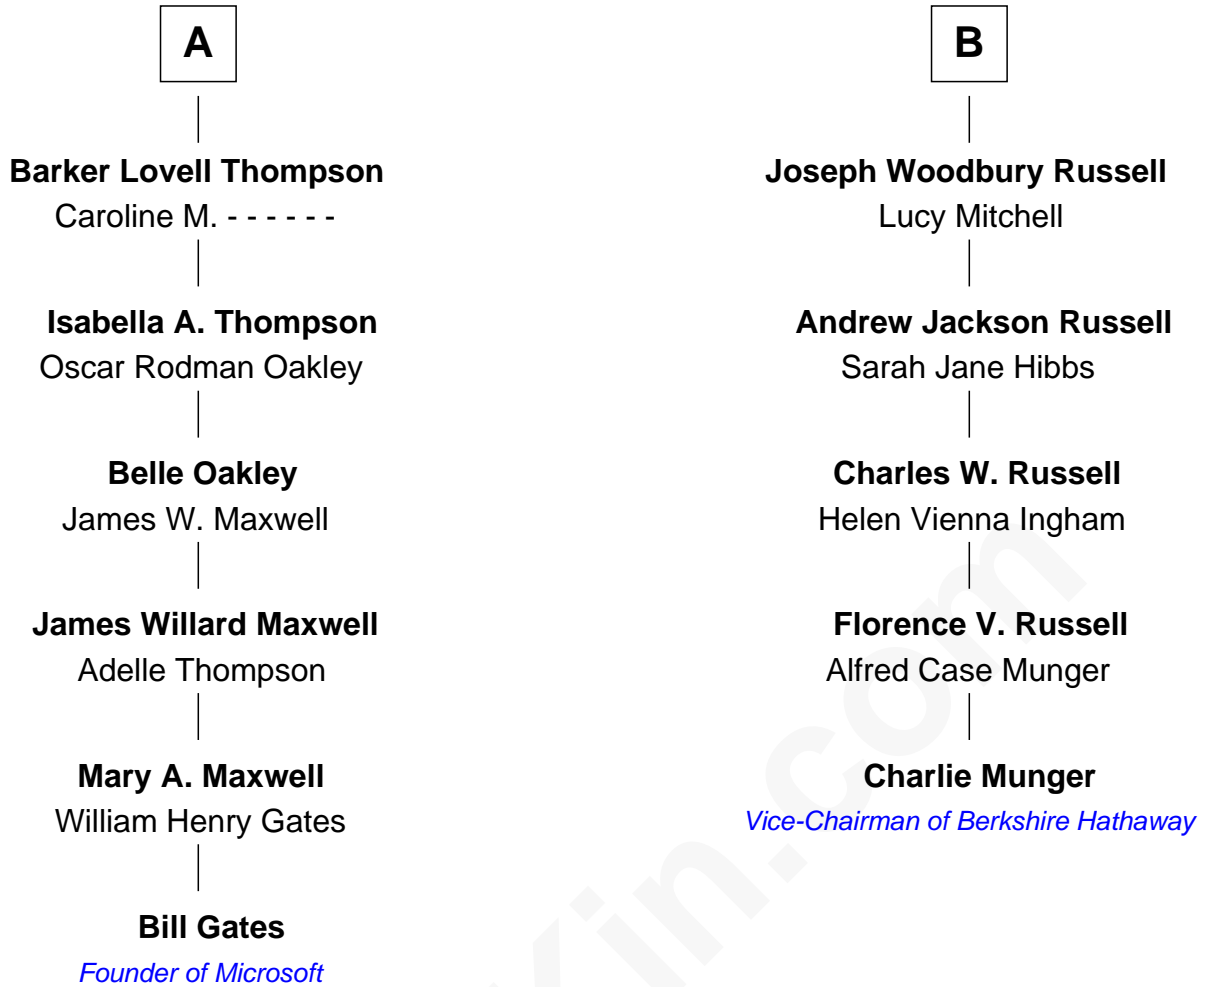 A
Barker Lovell Thompson
Caroline M. - - - - - -
Isabella A. Thompson
Oscar Rodman Oakley
Belle Oakley
James W. Maxwell
James Willard Maxwell
Adelle Thompson
Mary A. Maxwell
William Henry Gates
Bill Gates
Founder of Microsoft
B
Joseph Woodbury Russell
Lucy Mitchell
Andrew Jackson Russell
Sarah Jane Hibbs
Charles W. Russell
Helen Vienna Ingham
Florence V. Russell
Alfred Case Munger
Charlie Munger
Vice-Chairman of Berkshire Hathaway
Kin.com